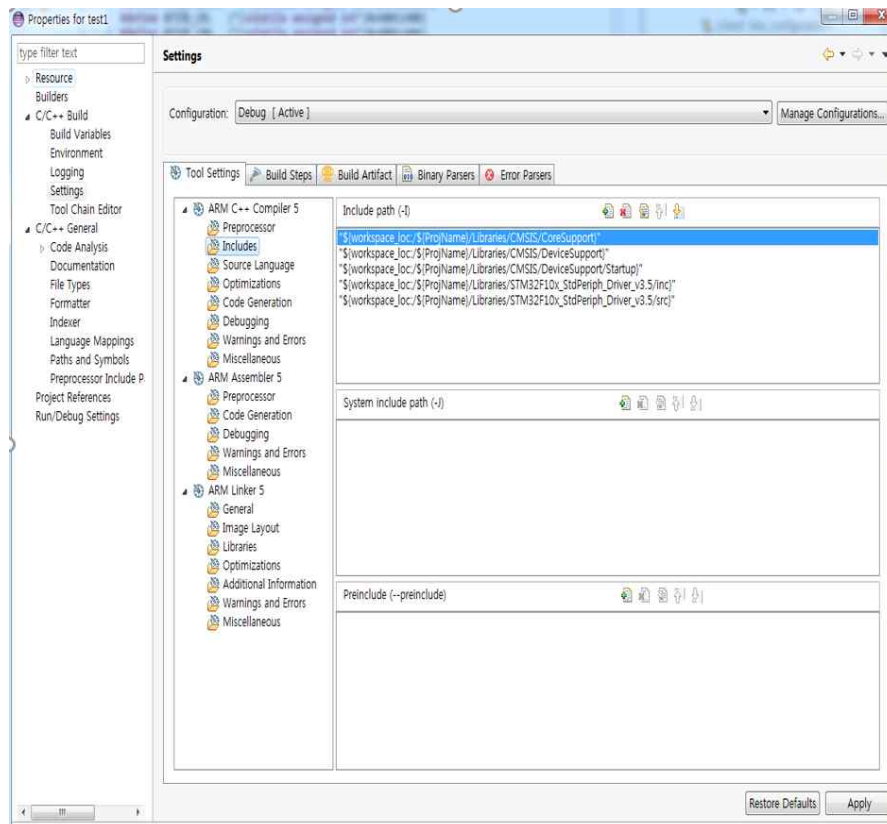 Properties for test1
type filter text
Resource
Builders
C/C++ Build
Build Variables
Environment
Logging
Settings
Tool Chain Editor
C/C++ General
Code Analysis
Documentation
File Types
Formatter
Indexer
Language Mappings
Paths and Symbols
Preprocessor Include P
Project References
Run/Debug Settings
Settings
Configuration: Debug [ Active ]
Manage Configurations...
Tool Settings Build Steps Build Artifact Binary Parsers Error Parsers
ARM C++ Compiler 5
Preprocessor
Includes
Source Language
Optimizations
Code Generation
Debugging
Warnings and Errors
Miscellaneous
ARM Assembler 5
Preprocessor
Code Generation
Debugging
Warnings and Errors
Miscellaneous
ARM Linker 5
General
Image Layout
Libraries
Optimizations
Additional Information
Warnings and Errors
Miscellaneous
Include path (-I)
"${workspace_loc:/${ProjName}/Libraries/CMSIS/CoreSupport}"
"${workspace_loc:/${ProjName}/Libraries/CMSIS/DeviceSupport}"
"${workspace_loc:/${ProjName}/Libraries/CMSIS/DeviceSupport/Startup}"
"${workspace_loc:/${ProjName}/Libraries/STM32F10x_StdPeriph_Driver_v3.5/inc}"
"${workspace_loc:/${ProjName}/Libraries/STM32F10x_StdPeriph_Driver_v3.5/src}"
System include path (-J)
Preinclude (--preinclude)
Restore Defaults Apply